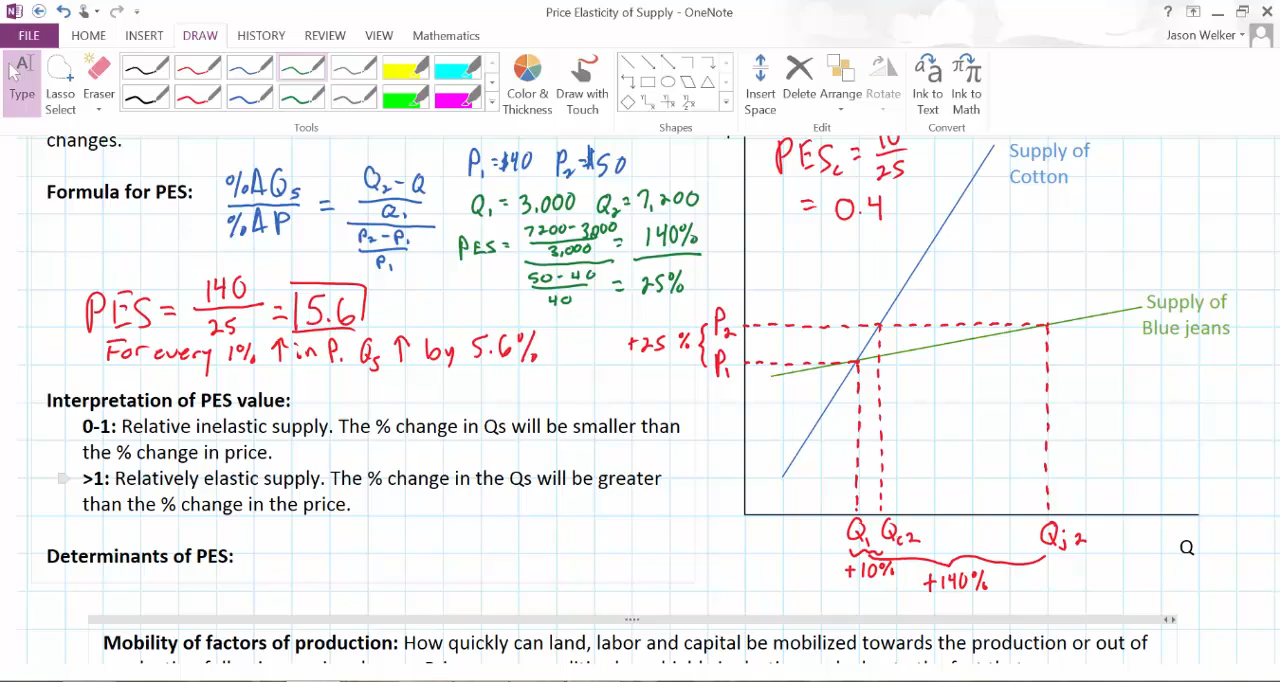 Price Elasticity of Supply - OneNote
FILE HOME INSERT DRAW HISTORY REVIEW VIEW Mathematics
Jason Welker
Type
Lasso Select
Eraser
Color & Thickness
Draw with Touch
Insert Space
Delete
Arrange
Rotate
Ink to Text
Ink to Math
Tools
Shapes
Edit
Convert
changes.
Formula for PES:
%ΔQs / %ΔP = Q2-Q / Q1 / P2-P1 / P1
P1=$40 P2=$50
Q1=3,000 Q2=7,200
PES= 7200-3,000 / 3,000 = 140%
50-40 / 40 = 25%
PES= 140 / 25 = 5.6
For every 1% ↑ in P. Qs ↑ by 5.6%
Interpretation of PES value:
0-1: Relative inelastic supply. The % change in Qs will be smaller than
the % change in price.
>1: Relatively elastic supply. The % change in the Qs will be greater
than the % change in the price.
Determinants of PES:
PESc = 10 / 25
= 0.4
Supply of
Cotton
Supply of
Blue jeans
P2
+25%
P1
Q1 Qc2 Qj2
Q
+10%
+140%
Mobility of factors of production: How quickly can land, labor and capital be mobilized towards the production or out of